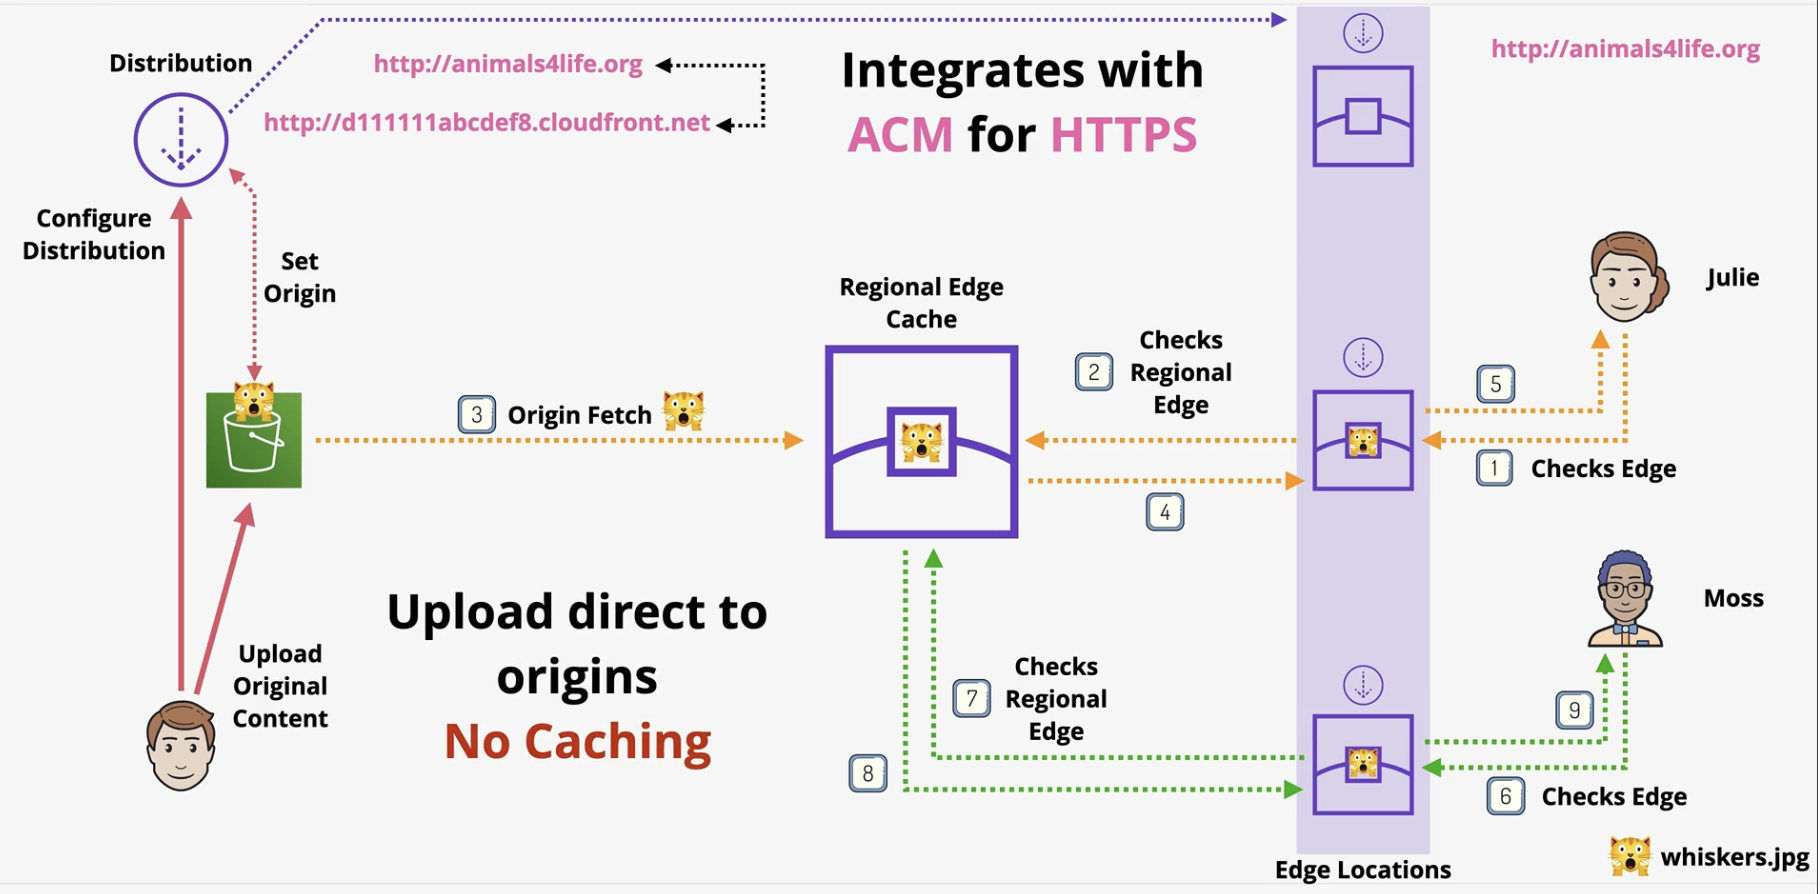 Distribution
http://animals4life.org
http://d111111abcdef8.cloudfront.net
Integrates with
ACM for HTTPS
http://animals4life.org
Configure
Distribution
Set
Origin
Regional Edge
Cache
Julie
2
Checks
Regional
Edge
5
3
Origin Fetch
1
Checks Edge
4
Upload
Original
Content
Upload direct to
origins
No Caching
Moss
7
Checks
Regional
Edge
9
8
6
Checks Edge
whiskers.jpg
Edge Locations